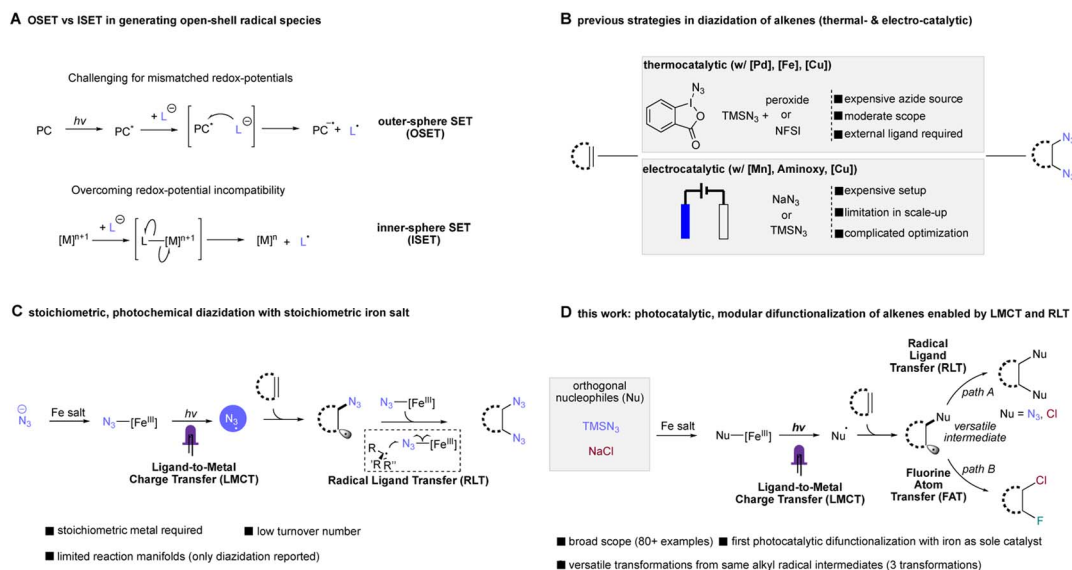 A OSET vs ISET in generating open-shell radical species
Challenging for mismatched redox-potentials
PC
hν
PC*
+ L⊖
PC* L⊖
PC•− + L•
outer-sphere SET
(OSET)
Overcoming redox-potential incompatibility
[M]n+1
+ L⊖
L—[M]n+1
[M]n + L•
inner-sphere SET
(ISET)
B previous strategies in diazidation of alkenes (thermal- & electro-catalytic)
thermocatalytic (w/ [Pd], [Fe], [Cu])
N3
I
O
O
TMSN3 +
peroxide
or
NFSI
expensive azide source
moderate scope
external ligand required
electrocatalytic (w/ [Mn], Aminoxy, [Cu])
NaN3
or
TMSN3
expensive setup
limitation in scale-up
complicated optimization
N3
N3
C stoichiometric, photochemical diazidation with stoichiometric iron salt
⊖
N3
Fe salt
N3—[FeIII]
hν
N3•
Ligand-to-Metal
Charge Transfer (LMCT)
N3
N3—[FeIII]
N3—[FeIII]
R
'R R''
Radical Ligand Transfer (RLT)
N3
N3
stoichiometric metal required
low turnover number
limited reaction manifolds (only diazidation reported)
D this work: photocatalytic, modular difunctionalization of alkenes enabled by LMCT and RLT
orthogonal
nucleophiles (Nu)
TMSN3
NaCl
Fe salt
Nu—[FeIII]
hν
Nu•
Ligand-to-Metal
Charge Transfer (LMCT)
Nu
versatile
intermediate
Radical
Ligand
Transfer (RLT)
path A
Nu
Nu
Nu = N3, Cl
Fluorine
Atom
Transfer (FAT)
path B
Cl
F
broad scope (80+ examples)
first photocatalytic difunctionalization with iron as sole catalyst
versatile transformations from same alkyl radical intermediates (3 transformations)